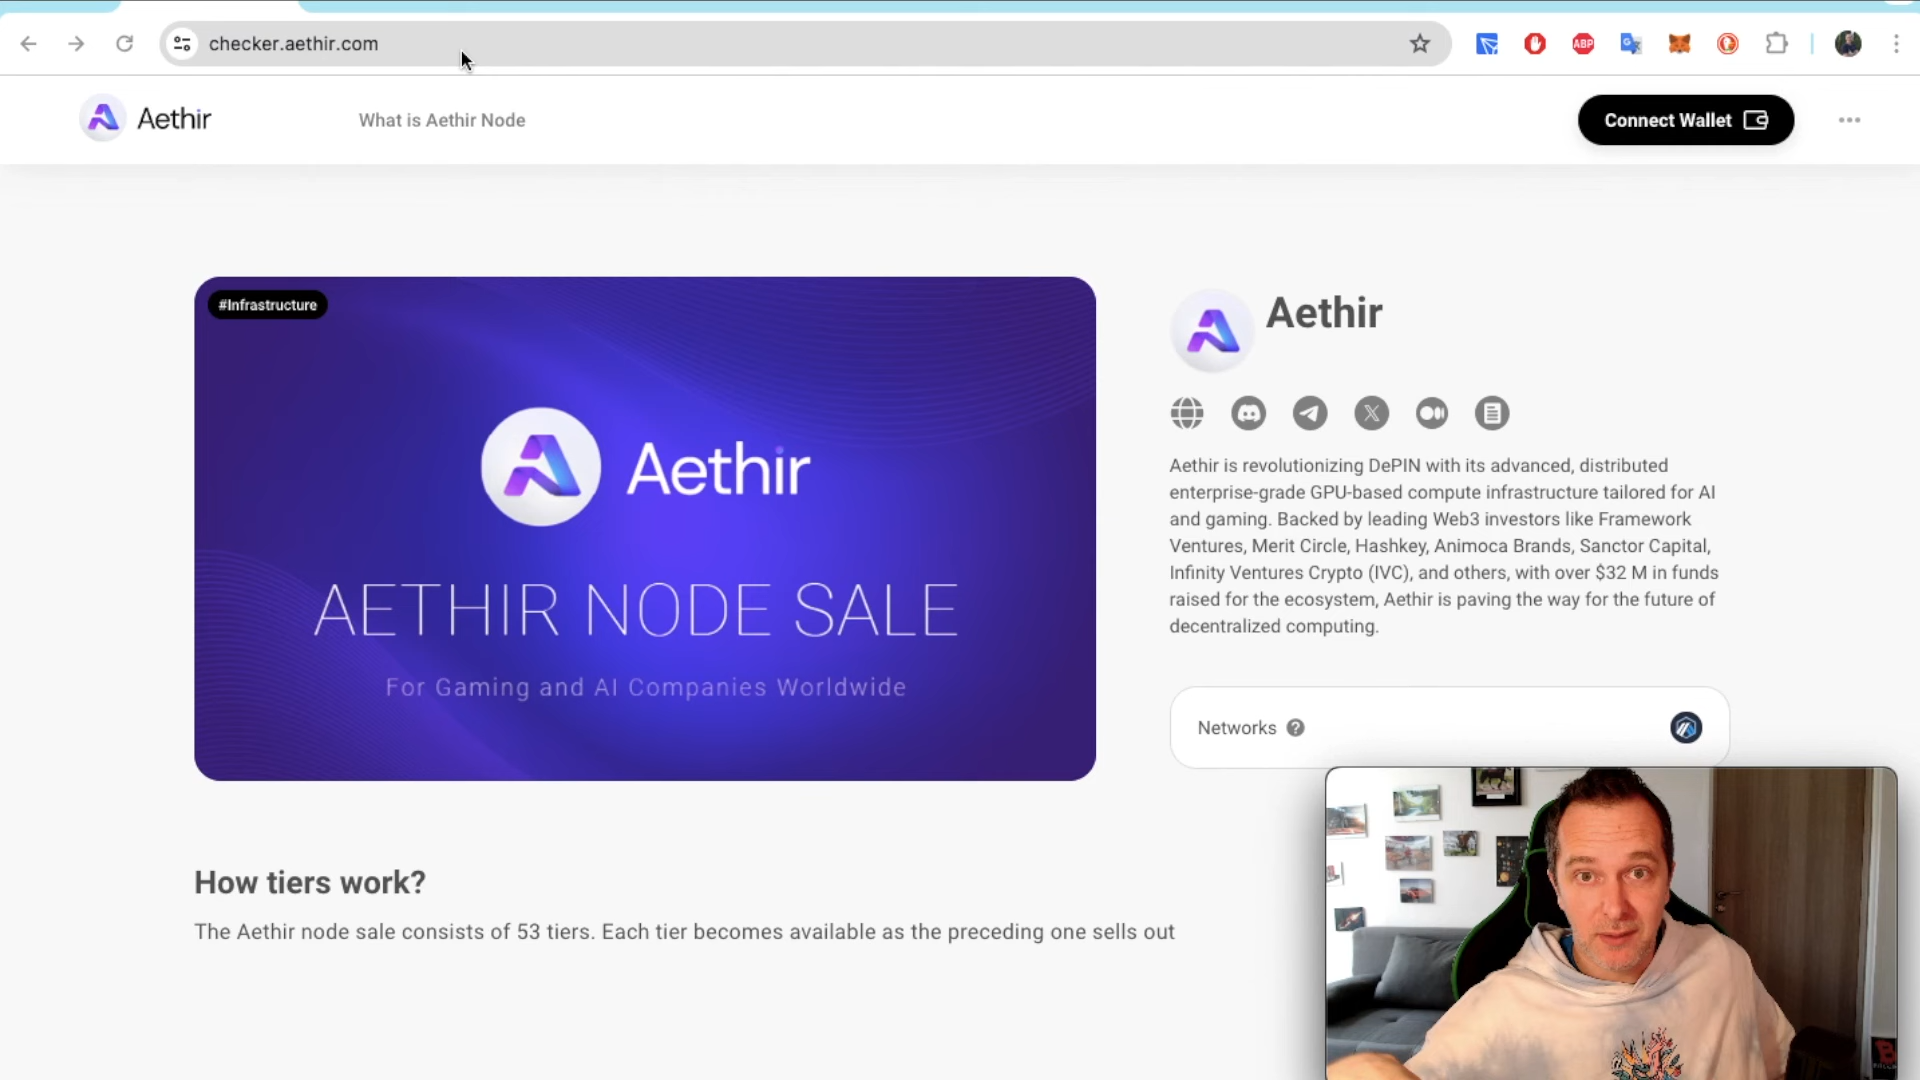 checker.aethir.com
ABP
Aethir
What is Aethir Node
Connect Wallet
#Infrastructure
Aethir
AETHIR NODE SALE
For Gaming and AI Companies Worldwide
Aethir
Aethir is revolutionizing DePIN with its advanced, distributed
enterprise-grade GPU-based compute infrastructure tailored for AI
and gaming. Backed by leading Web3 investors like Framework
Ventures, Merit Circle, Hashkey, Animoca Brands, Sanctor Capital,
Infinity Ventures Crypto (IVC), and others, with over $32 M in funds
raised for the ecosystem, Aethir is paving the way for the future of
decentralized computing.
Networks ?
How tiers work?
The Aethir node sale consists of 53 tiers. Each tier becomes available as the preceding one sells out